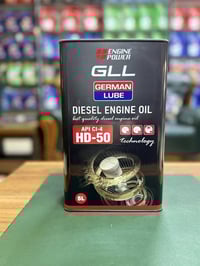 ENGINE
POWER
GLL
GERMAN
LUBE
DIESEL ENGINE OIL
best quality diesel engine oil
API CI-4
HD-50
Technology
6L